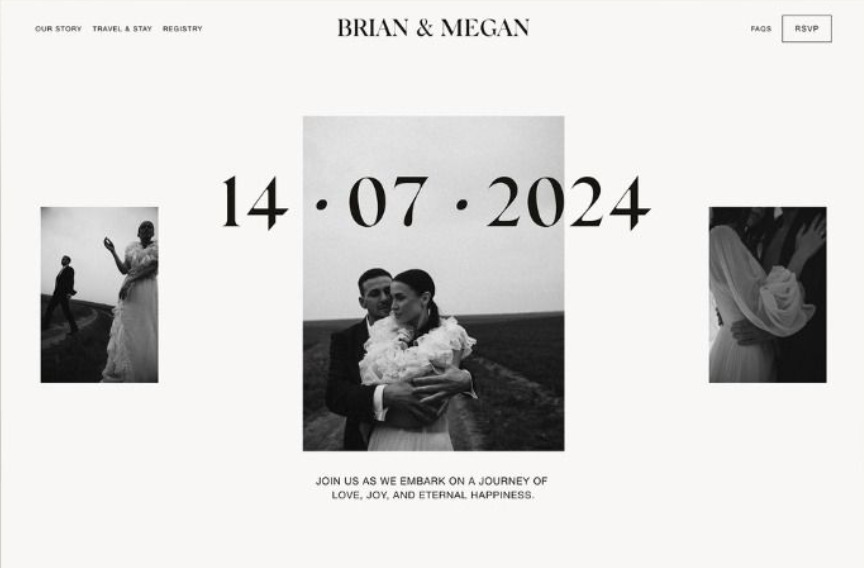 OUR STORY TRAVEL & STAY REGISTRY BRIAN & MEGAN FAQS RSVP
14 · 07 · 2024
JOIN US AS WE EMBARK ON A JOURNEY OF
LOVE, JOY, AND ETERNAL HAPPINESS.